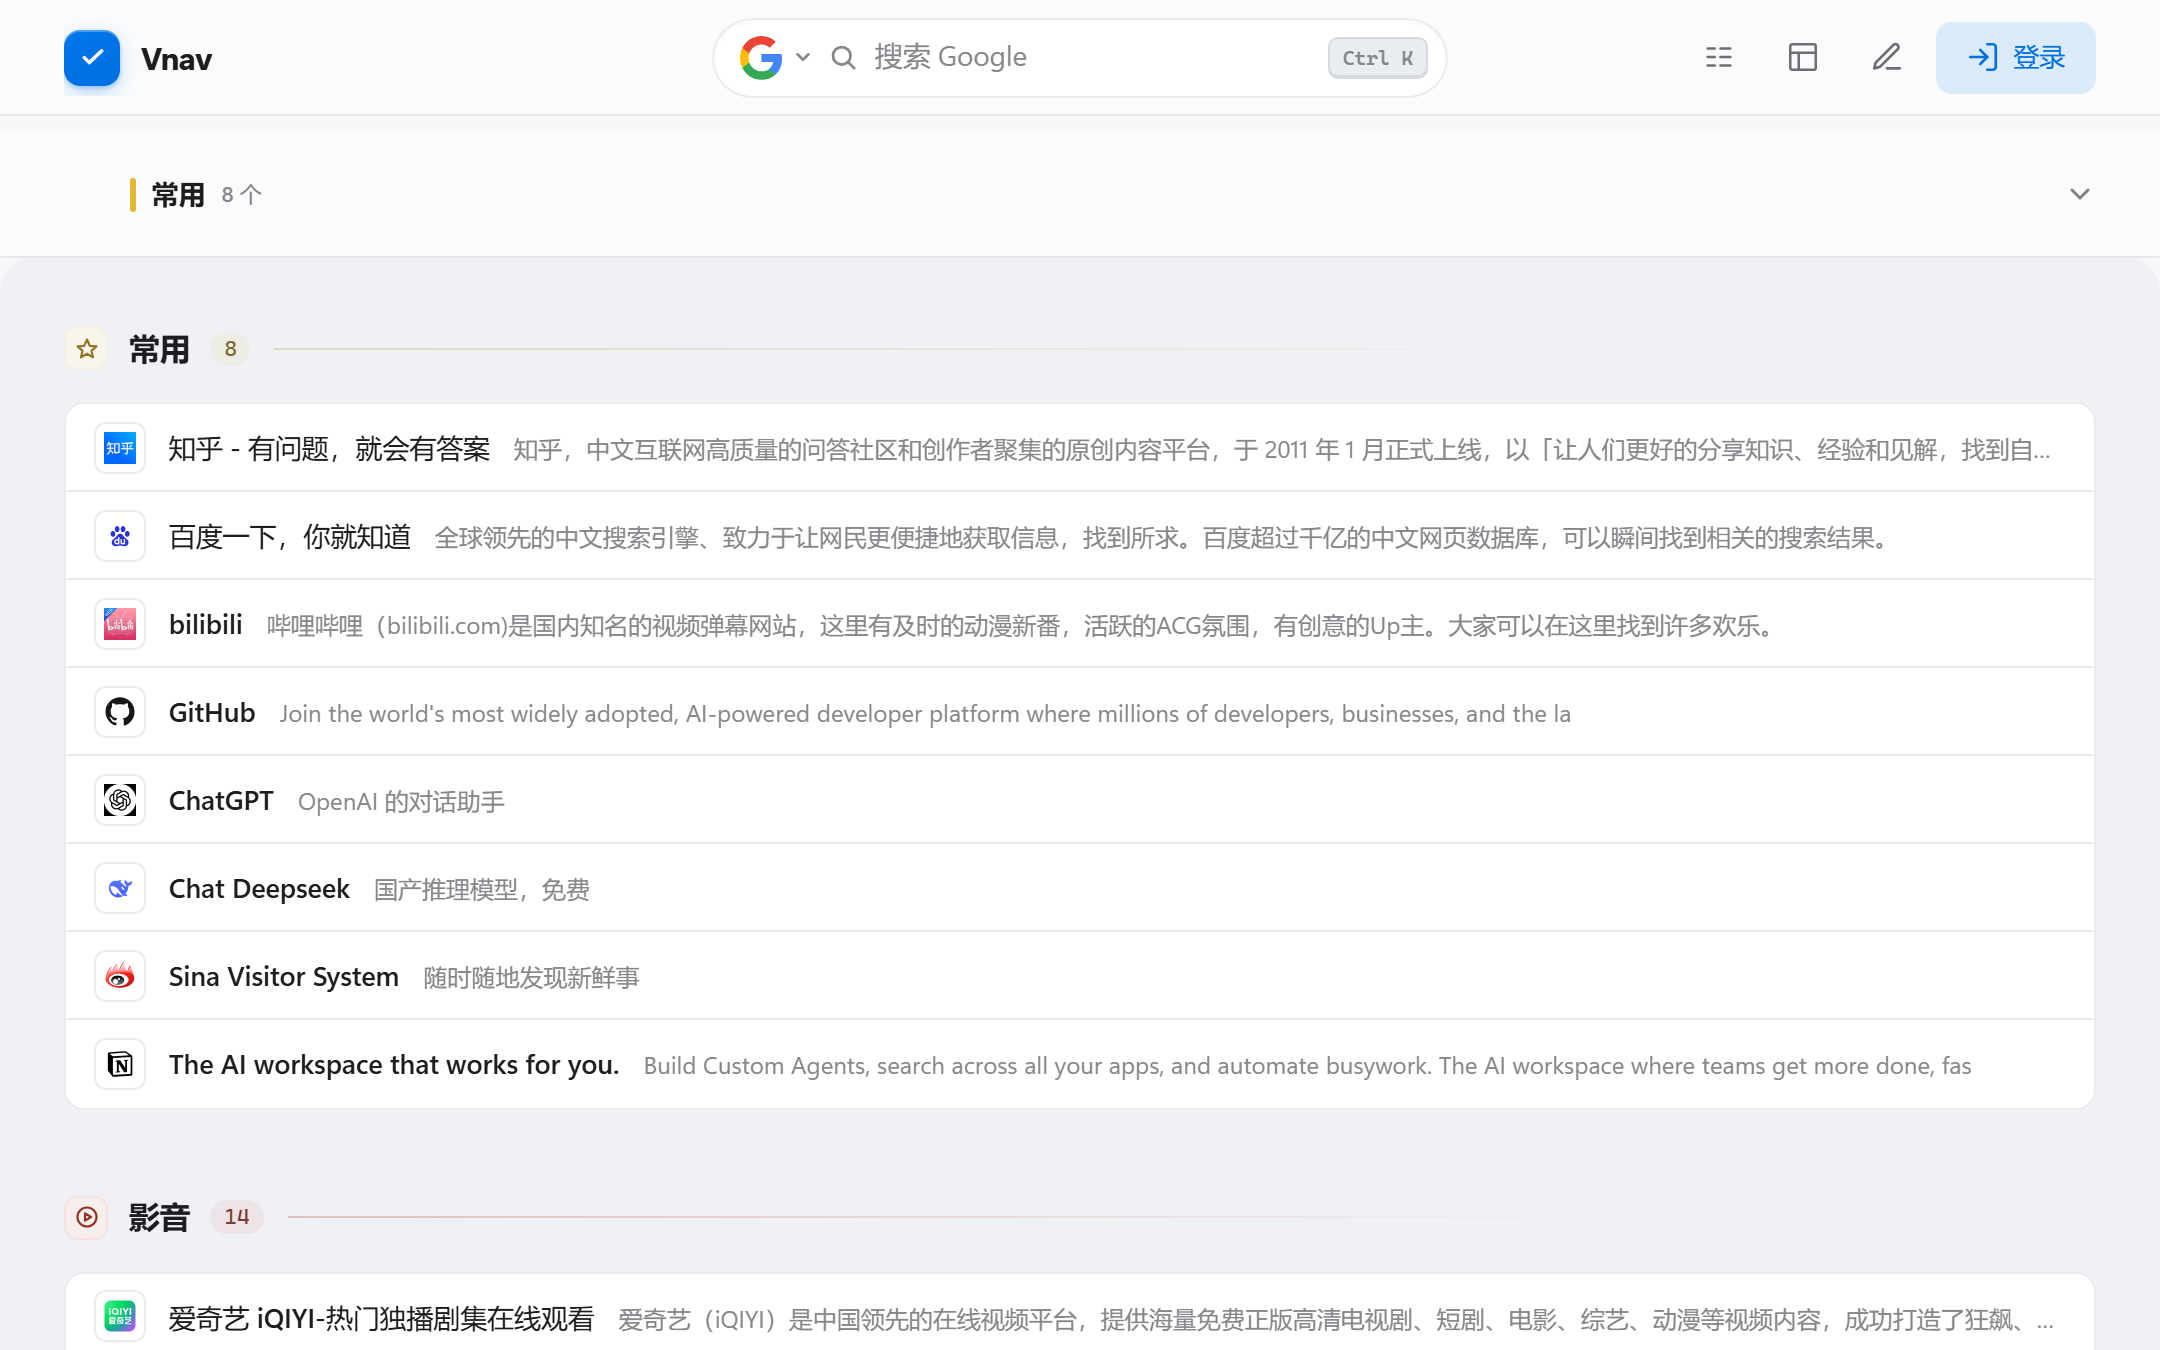 Vnav
搜索 Google
Ctrl K
登录
常用 8 个
常用 8
知乎
知乎 - 有问题，就会有答案 知乎，中文互联网高质量的问答社区和创作者聚集的原创内容平台，于 2011 年 1 月正式上线，以「让人们更好的分享知识、经验和见解，找到自...
du
百度一下，你就知道 全球领先的中文搜索引擎、致力于让网民更便捷地获取信息，找到所求。百度超过千亿的中文网页数据库，可以瞬间找到相关的搜索结果。
bilibili 哔哩哔哩（bilibili.com)是国内知名的视频弹幕网站，这里有及时的动漫新番，活跃的ACG氛围，有创意的Up主。大家可以在这里找到许多欢乐。
GitHub Join the world's most widely adopted, AI-powered developer platform where millions of developers, businesses, and the la
ChatGPT OpenAI 的对话助手
Chat Deepseek 国产推理模型，免费
Sina Visitor System 随时随地发现新鲜事
The AI workspace that works for you. Build Custom Agents, search across all your apps, and automate busywork. The AI workspace where teams get more done, fas
影音 14
iQIYI
爱奇艺
爱奇艺 iQIYI-热门独播剧集在线观看 爱奇艺（iQIYI）是中国领先的在线视频平台，提供海量免费正版高清电视剧、短剧、电影、综艺、动漫等视频内容，成功打造了狂飙、...